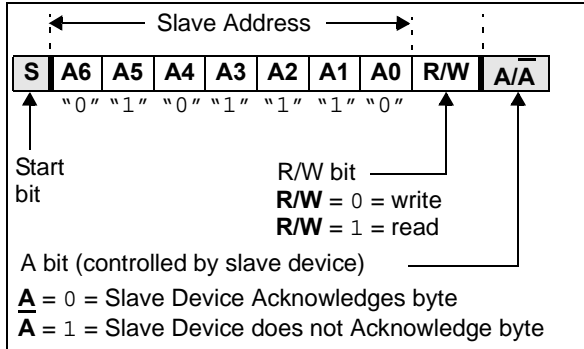 Slave Address
S A6 A5 A4 A3 A2 A1 A0 R/W A/A̅
“0” “1” “0” “1” “1” “1” “0”
Start
bit
R/W bit
R/W = 0 = write
R/W = 1 = read
A bit (controlled by slave device)
A = 0 = Slave Device Acknowledges byte
A̅ = 1 = Slave Device does not Acknowledge byte